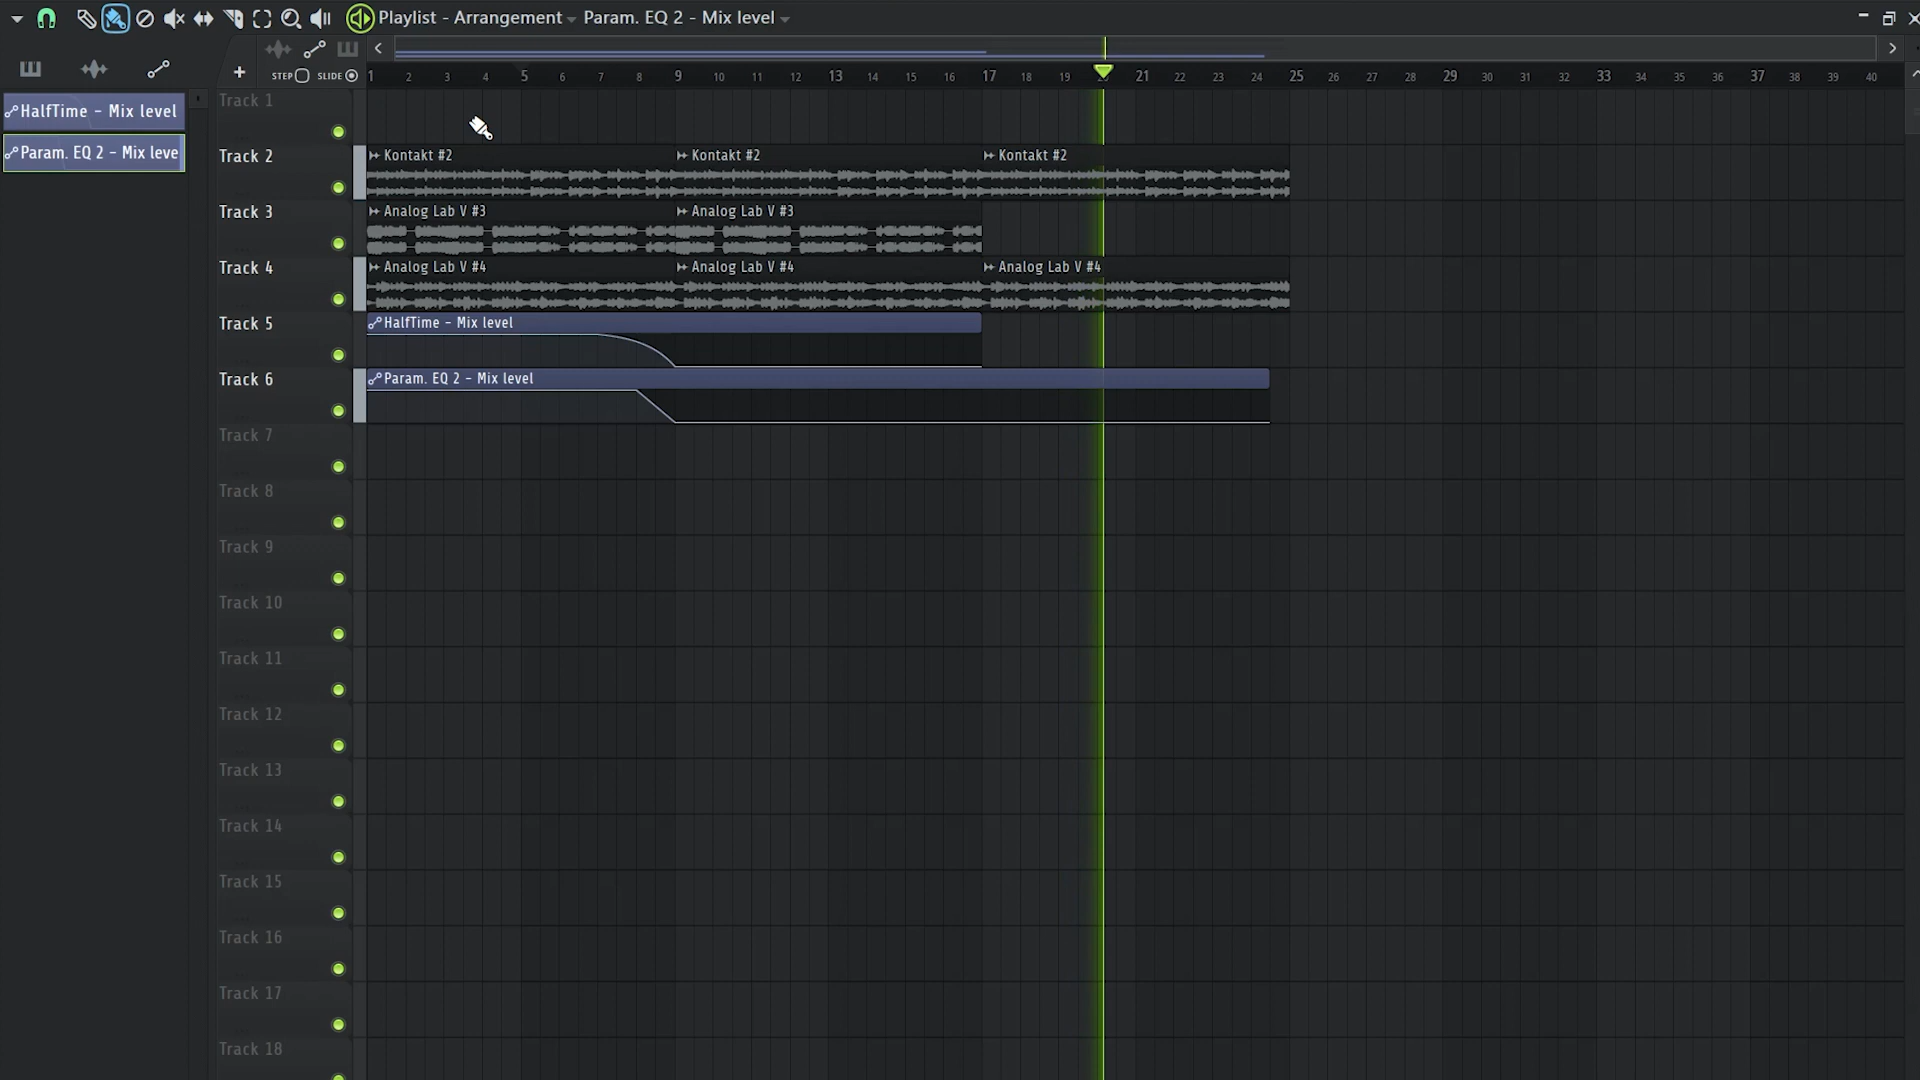 Playlist - Arrangement Param. EQ 2 - Mix level
STEP SLIDE 1 2 3 4 5 6 7 8 9 10 11 12 13 14 15 16 17 18 19 21 22 23 24 25 26 27 28 29 30 31 32 33 34 35 36 37 38 39 40
HalfTime - Mix level
Param. EQ 2 - Mix leve
Track 1
Track 2
Kontakt #2 Kontakt #2 Kontakt #2
Track 3
Analog Lab V #3 Analog Lab V #3
Track 4
Analog Lab V #4 Analog Lab V #4 Analog Lab V #4
Track 5
HalfTime - Mix level
Track 6
Param. EQ 2 - Mix level
Track 7
Track 8
Track 9
Track 10
Track 11
Track 12
Track 13
Track 14
Track 15
Track 16
Track 17
Track 18